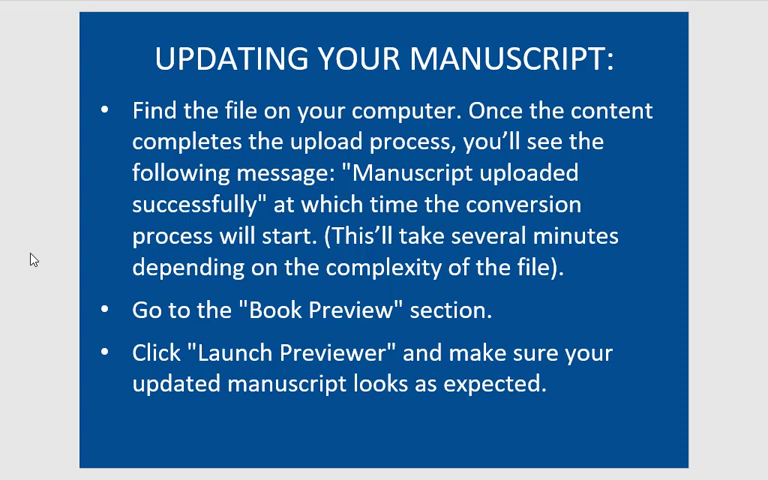 UPDATING YOUR MANUSCRIPT:
• Find the file on your computer. Once the content
completes the upload process, you’ll see the
following message: "Manuscript uploaded
successfully" at which time the conversion
process will start. (This’ll take several minutes
depending on the complexity of the file).
• Go to the "Book Preview" section.
• Click "Launch Previewer" and make sure your
updated manuscript looks as expected.